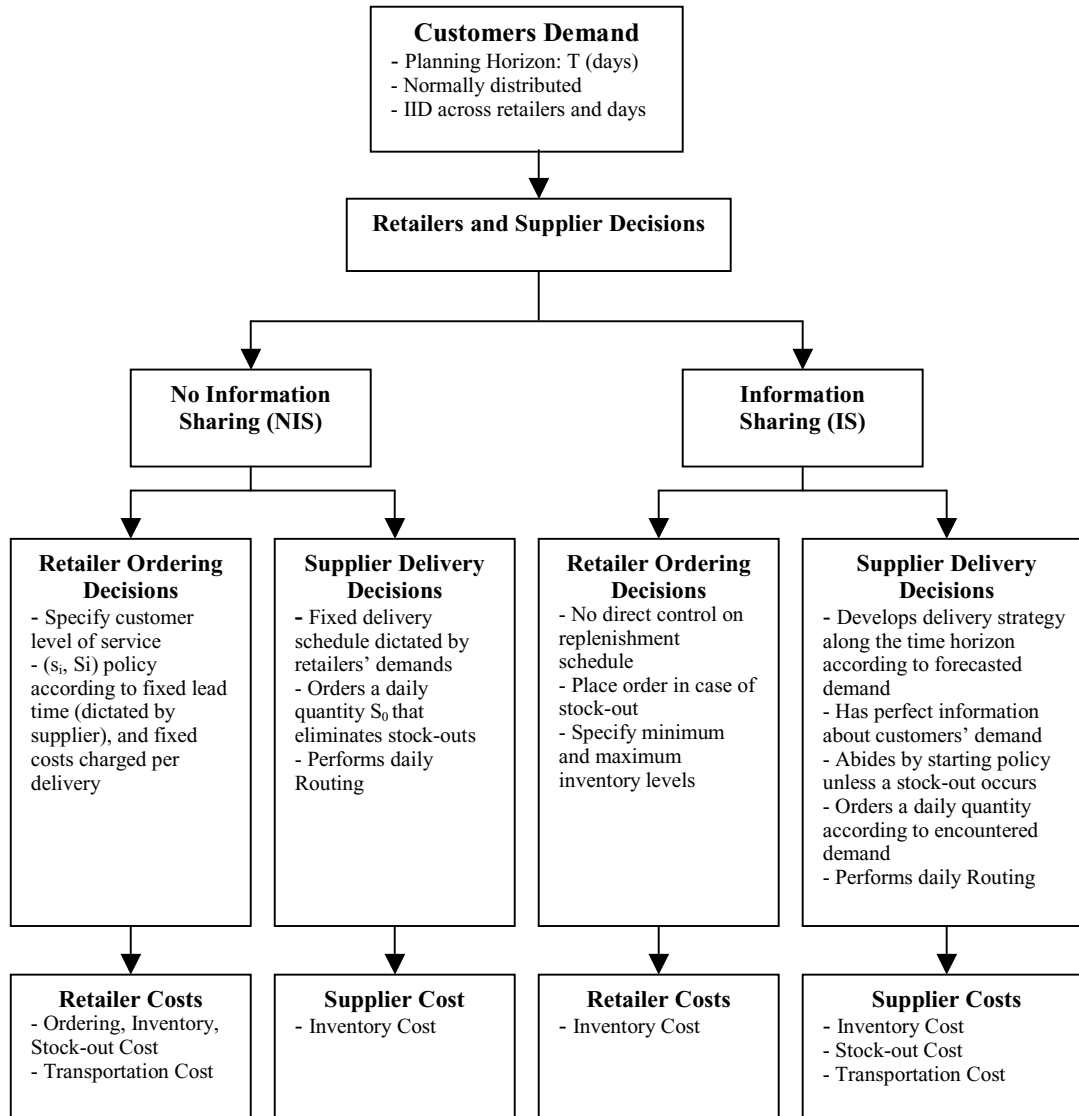 Customers Demand
- Planning Horizon: T (days)
- Normally distributed
- IID across retailers and days
Retailers and Supplier Decisions
No Information
Sharing (NIS)
Information
Sharing (IS)
Retailer Ordering
Decisions
- Specify customer
level of service
- (sᵢ, Si) policy
according to fixed lead
time (dictated by
supplier), and fixed
costs charged per
delivery
Supplier Delivery
Decisions
- Fixed delivery
schedule dictated by
retailers’ demands
- Orders a daily
quantity S₀ that
eliminates stock-outs
- Performs daily
Routing
Retailer Ordering
Decisions
- No direct control on
replenishment
schedule
- Place order in case of
stock-out
- Specify minimum
and maximum
inventory levels
Supplier Delivery
Decisions
- Develops delivery strategy
along the time horizon
according to forecasted
demand
- Has perfect information
about customers’ demand
- Abides by starting policy
unless a stock-out occurs
- Orders a daily quantity
according to encountered
demand
- Performs daily Routing
Retailer Costs
- Ordering, Inventory,
Stock-out Cost
- Transportation Cost
Supplier Cost
- Inventory Cost
Retailer Costs
- Inventory Cost
Supplier Costs
- Inventory Cost
- Stock-out Cost
- Transportation Cost